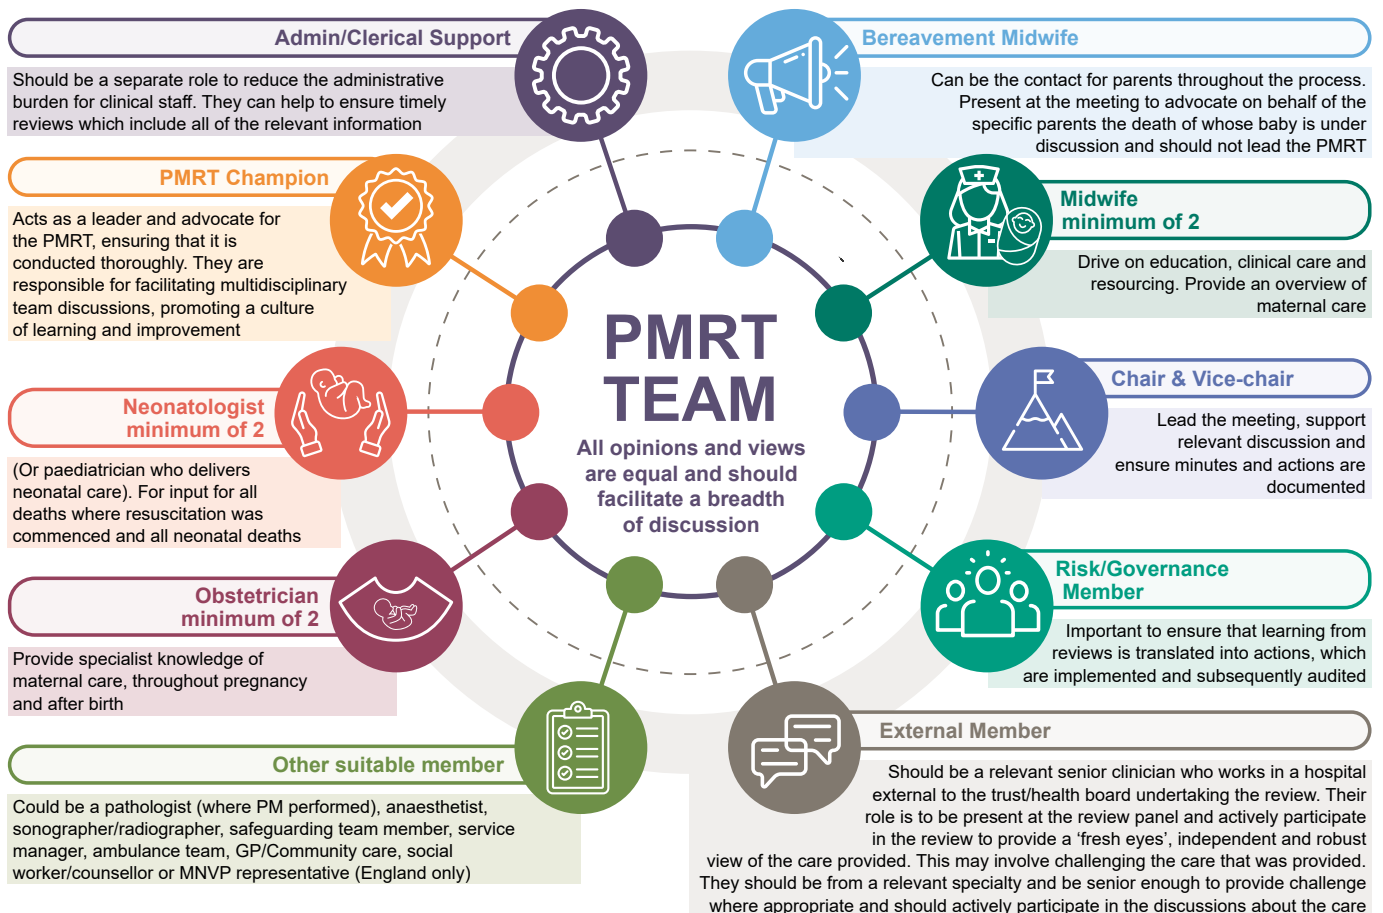 Admin/Clerical Support
Should be a separate role to reduce the administrative
burden for clinical staff. They can help to ensure timely
reviews which include all of the relevant information
Bereavement Midwife
Can be the contact for parents throughout the process.
Present at the meeting to advocate on behalf of the
specific parents the death of whose baby is under
discussion and should not lead the PMRT
PMRT Champion
Acts as a leader and advocate for
the PMRT, ensuring that it is
conducted thoroughly. They are
responsible for facilitating multidisciplinary
team discussions, promoting a culture
of learning and improvement
Midwife
minimum of 2
Drive on education, clinical care and
resourcing. Provide an overview of
maternal care
PMRT
TEAM
All opinions and views
are equal and should
facilitate a breadth
of discussion
Neonatologist
minimum of 2
(Or paediatrician who delivers
neonatal care). For input for all
deaths where resuscitation was
commenced and all neonatal deaths
Chair & Vice-chair
Lead the meeting, support
relevant discussion and
ensure minutes and actions are
documented
Obstetrician
minimum of 2
Provide specialist knowledge of
maternal care, throughout pregnancy
and after birth
Risk/Governance
Member
Important to ensure that learning from
reviews is translated into actions, which
are implemented and subsequently audited
Other suitable member
Could be a pathologist (where PM performed), anaesthetist,
sonographer/radiographer, safeguarding team member, service
manager, ambulance team, GP/Community care, social
worker/counsellor or MNVP representative (England only)
External Member
Should be a relevant senior clinician who works in a hospital
external to the trust/health board undertaking the review. Their
role is to be present at the review panel and actively participate
in the review to provide a ‘fresh eyes’, independent and robust
view of the care provided. This may involve challenging the care that was provided.
They should be from a relevant specialty and be senior enough to provide challenge
where appropriate and should actively participate in the discussions about the care